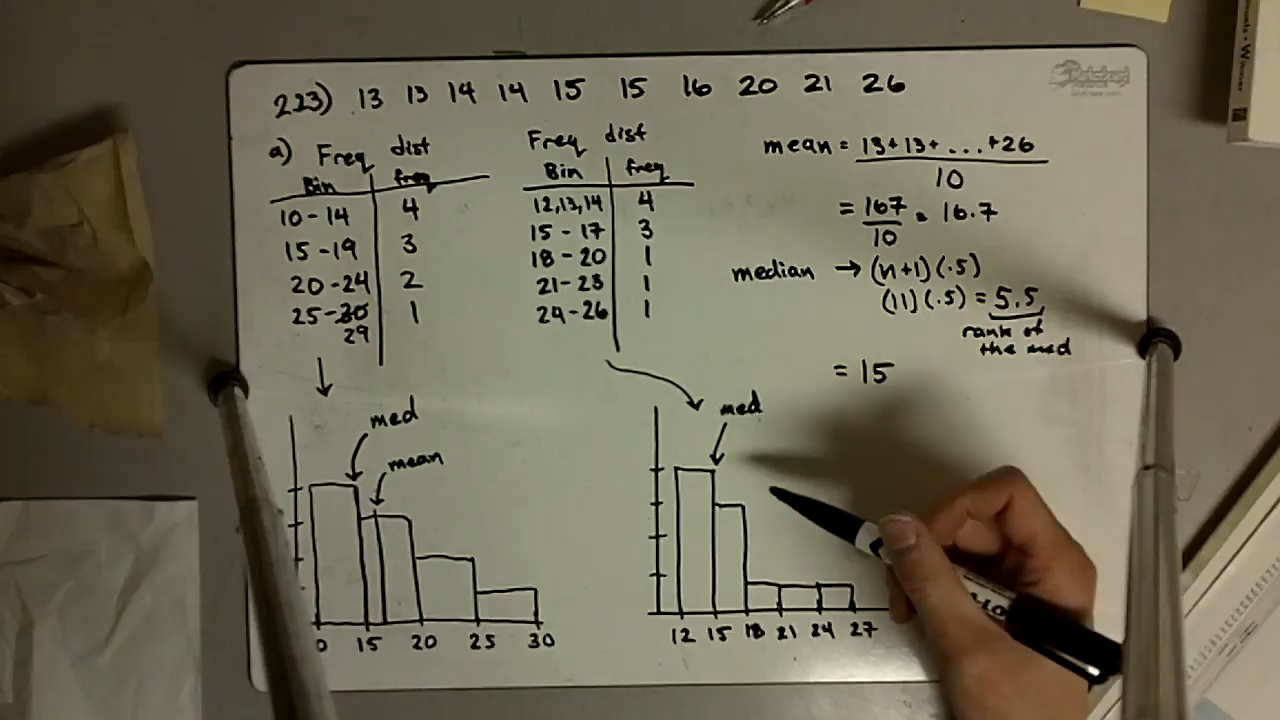 223) 13 13 14 14 15 15 16 20 21 26
a) Freq dist
Bin freq
10-14 4
15-19 3
20-24 2
25-30 1
29
Freq dist
Bin freq
12,13,14 4
15-17 3
18-20 1
21-23 1
24-26 1
mean = 13+13+...+26
10
= 167 = 16.7
10
median → (n+1)(.5)
(11)(.5) = 5.5
rank of
the med
= 15
med
mean
0 15 20 25 30
med
12 15 18 21 24 27